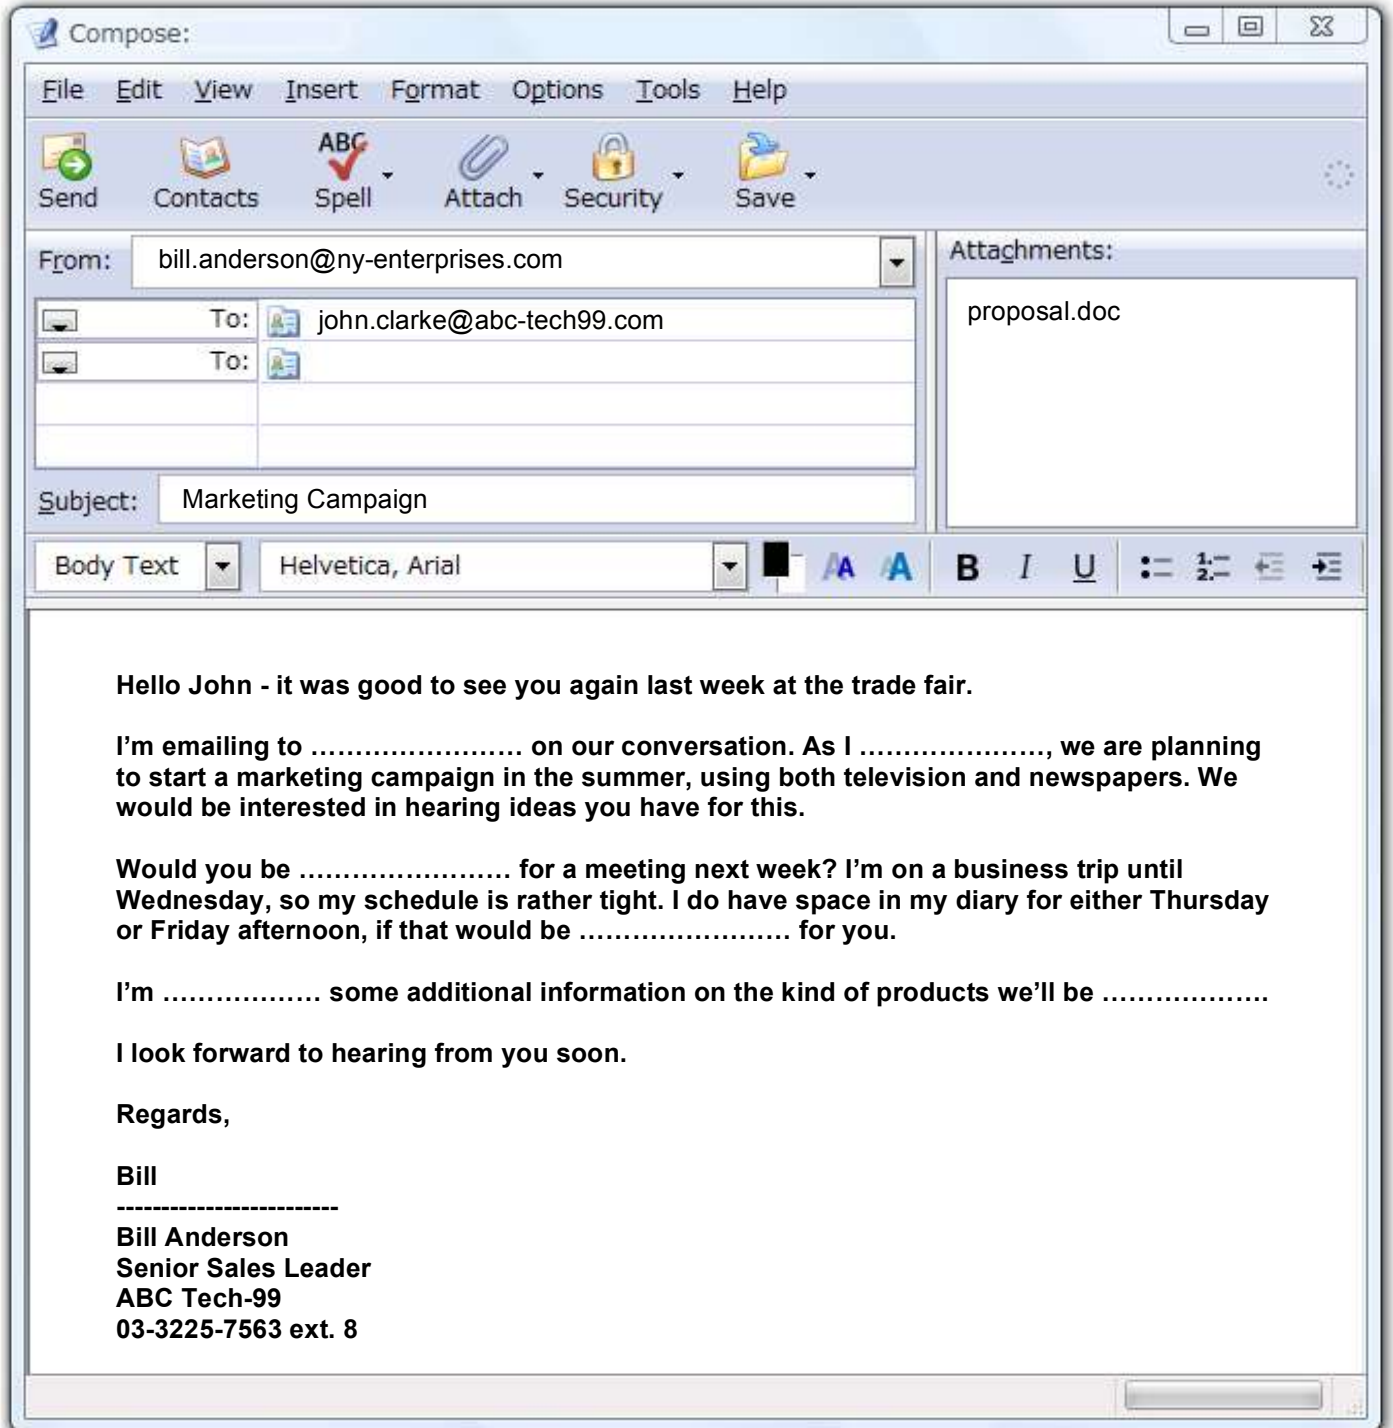 Compose:
File Edit View Insert Format Options Tools Help
ABC
Send Contacts Spell Attach Security Save
From: bill.anderson@ny-enterprises.com
Attachments:
To: john.clarke@abc-tech99.com
proposal.doc
To:
Subject: Marketing Campaign
Body Text Helvetica, Arial AA A B I U
Hello John - it was good to see you again last week at the trade fair.
I’m emailing to …………………… on our conversation. As I …………………, we are planning
to start a marketing campaign in the summer, using both television and newspapers. We
would be interested in hearing ideas you have for this.
Would you be …………………… for a meeting next week? I’m on a business trip until
Wednesday, so my schedule is rather tight. I do have space in my diary for either Thursday
or Friday afternoon, if that would be …………………… for you.
I’m ……………… some additional information on the kind of products we’ll be ……………….
I look forward to hearing from you soon.
Regards,
Bill
-------------------------
Bill Anderson
Senior Sales Leader
ABC Tech-99
03-3225-7563 ext. 8